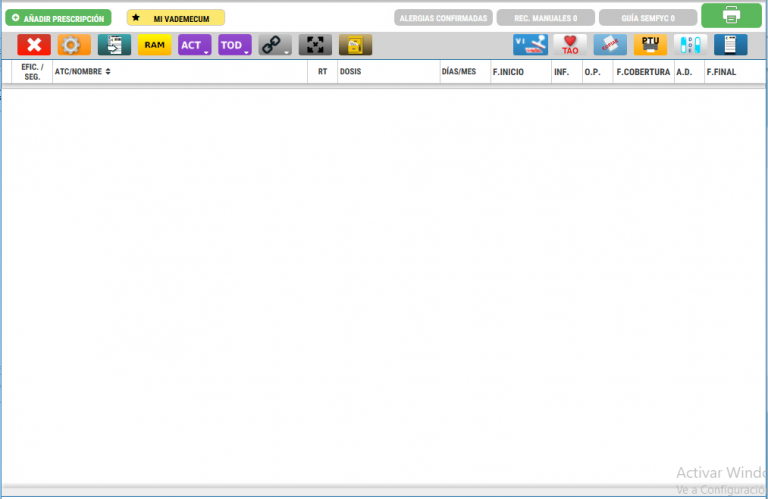 AÑADIR PRESCRIPCIÓN
MI VADEMECUM
ALERGIAS CONFIRMADAS
REC. MANUALES 0
GUÍA SEMFYC 0
RAM
ACT
TOD
VI
TAO
PTU
EFIC. /
SEG.
ATC/NOMBRE
RT
DOSIS
DÍAS/MES
F.INICIO
INF.
O.P.
F.COBERTURA
A.D.
F.FINAL
Activar Windo
Ve a Configuració